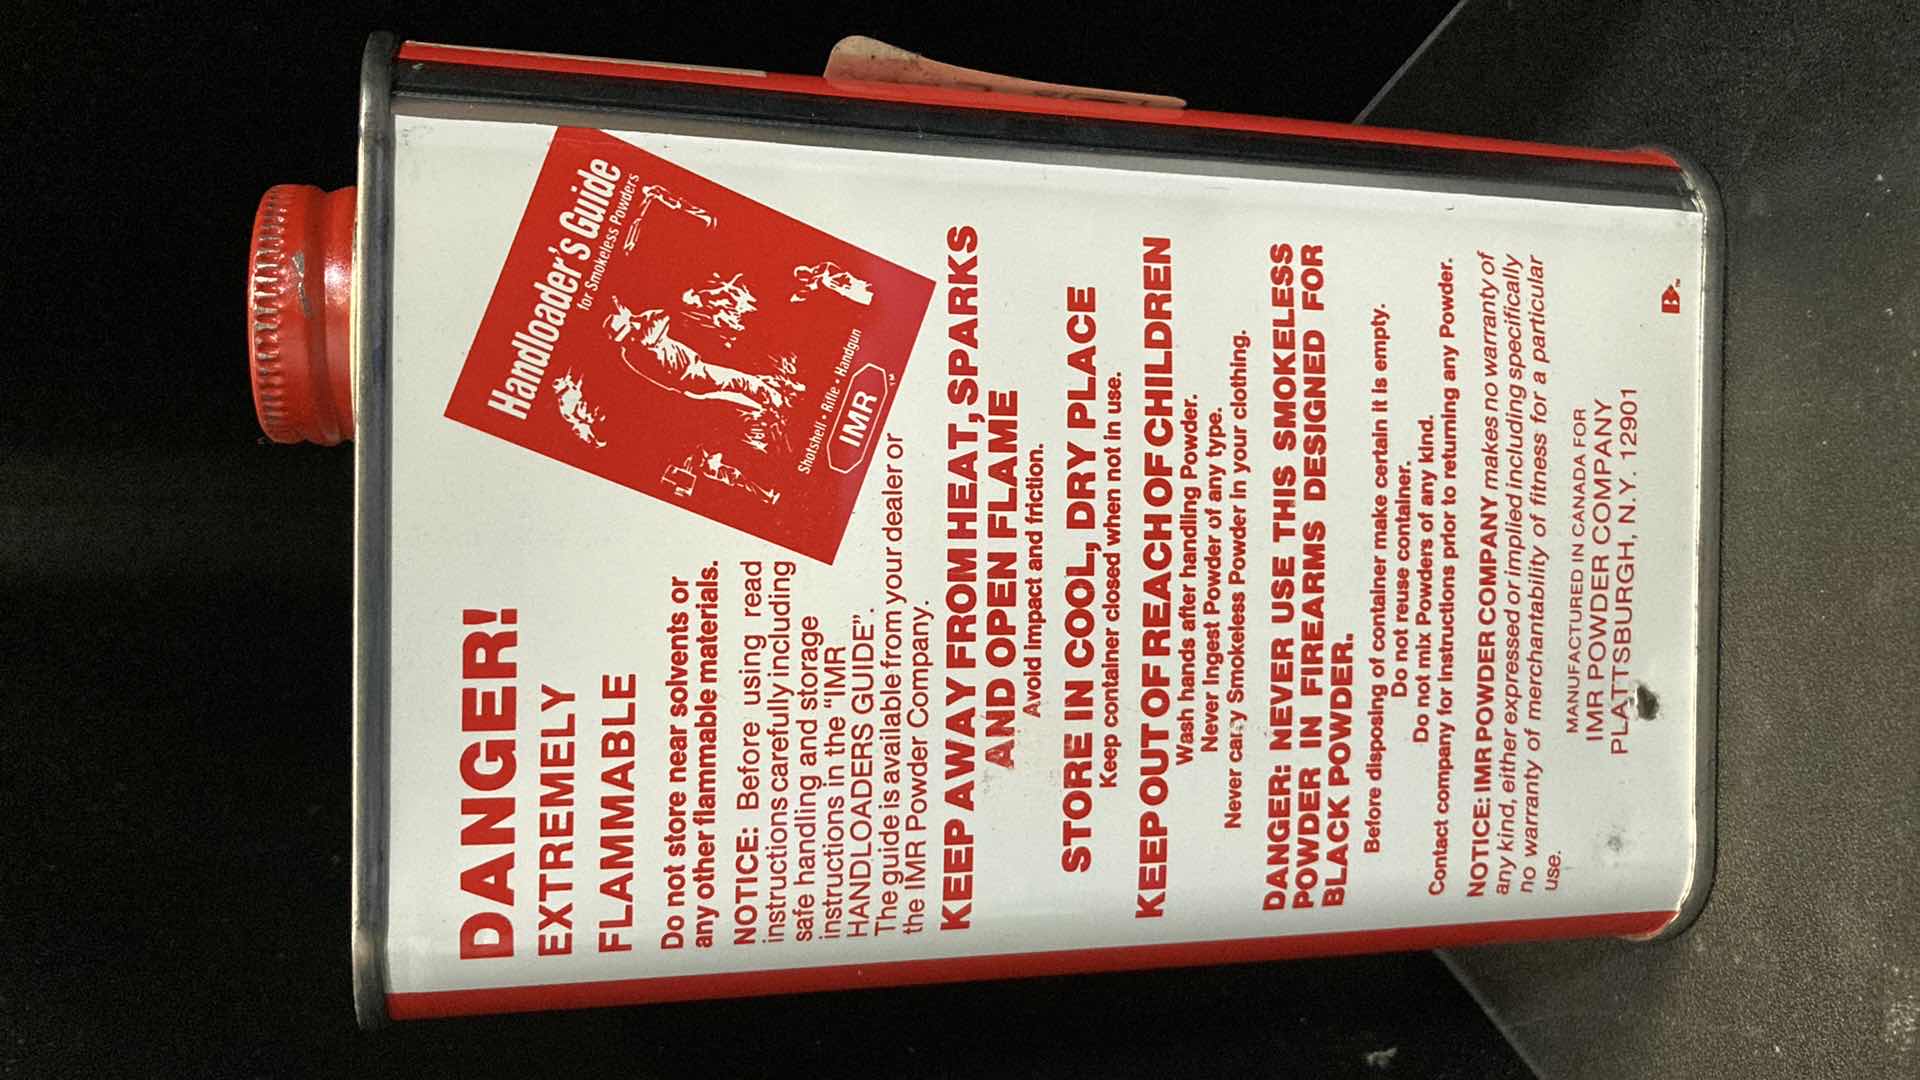 DANGER!
EXTREMELY
FLAMMABLE
Handloader's Guide
for Smokeless Powders
Shotshell • Rifle • Handgun
IMR
TM
Do not store near solvents or
any other flammable materials.
NOTICE: Before using read
instructions carefully including
safe handling and storage
instructions in the "IMR
HANDLOADERS GUIDE".
The guide is available from your dealer or
the IMR Powder Company.
KEEP AWAY FROM HEAT, SPARKS
AND OPEN FLAME
Avoid impact and friction.
STORE IN COOL, DRY PLACE
Keep container closed when not in use.
KEEP OUT OF REACH OF CHILDREN
Wash hands after handling Powder.
Never Ingest Powder of any type.
Never carry Smokeless Powder in your clothing.
DANGER: NEVER USE THIS SMOKELESS
POWDER IN FIREARMS DESIGNED FOR
BLACK POWDER.
Before disposing of container make certain it is empty.
Do not reuse container.
Do not mix Powders of any kind.
Contact company for instructions prior to returning any Powder.
NOTICE: IMR POWDER COMPANY makes no warranty of
any kind, either expressed or implied including specifically
no warranty of merchantability of fitness for a particular
use.
MANUFACTURED IN CANADA FOR
IMR POWDER COMPANY
PLATTSBURGH, N.Y. 12901
B